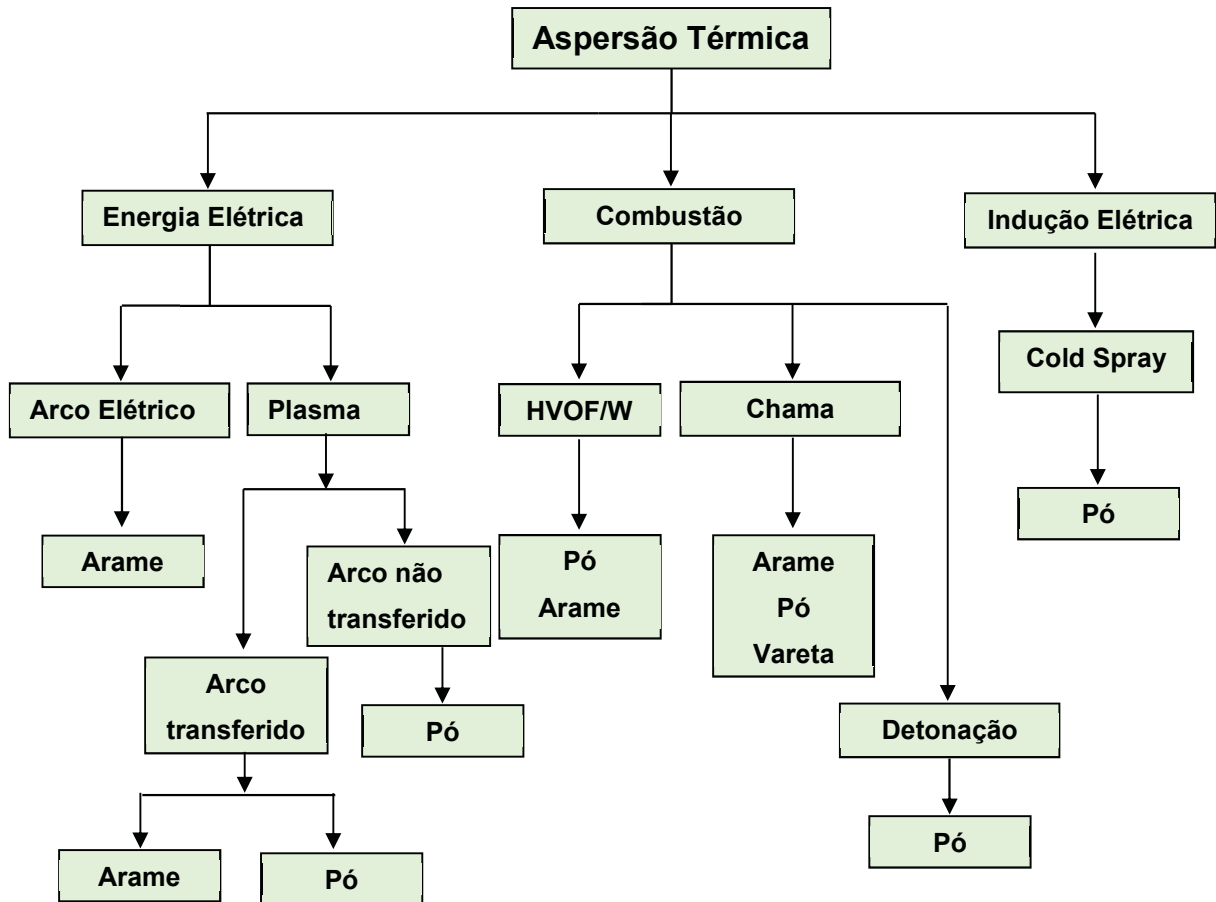 Aspersão Térmica
Energia Elétrica
Combustão
Indução Elétrica
Arco Elétrico
Plasma
HVOF/W
Chama
Cold Spray
Arame
Arco não
transferido
Pó
Arame
Arame
Pó
Vareta
Pó
Arco
transferido
Pó
Detonação
Arame
Pó
Pó